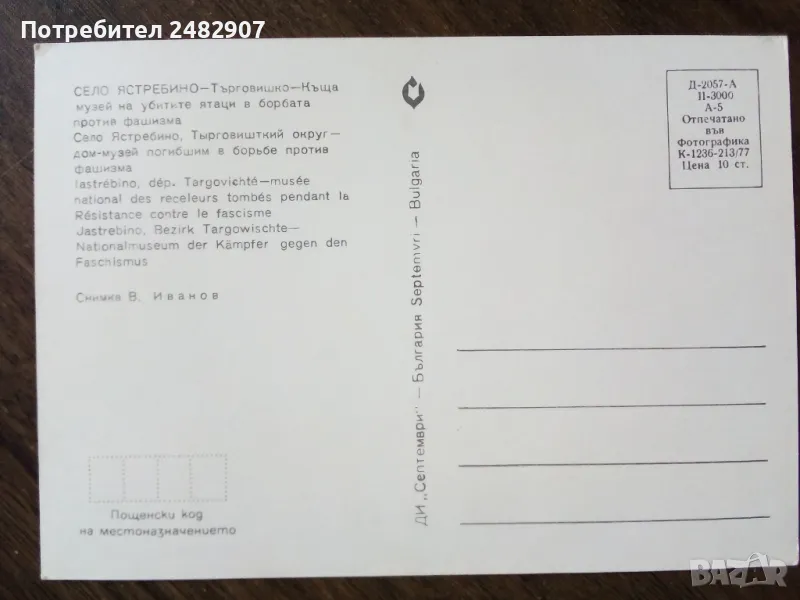 Потребител 2482907
СЕЛО ЯСТРЕБИНО—Търговишко—Къща
музей на убитите ятаци в борбата
против фашизма
Село Ястребино, Тырговишткий округ—
дом-музей погибшим в борьбе против
фашизма
Iastrébino, dép. Targovichté—musée
national des receleurs tombés pendant la
Résistance contre le fascisme
Jastrebino, Bezirk Targowischte—
Nationalmuseum der Kämpfer gegen den
Faschismus
Снимка В. Иванов
Пощенски код
на местоназначението
ДИ „Септември" — България Septemvri — Bulgaria
Д-2057-А
II-3000
А-5
Отпечатано
във
Фотографика
К-1236-213/77
Цена 10 ст.
BAZAR